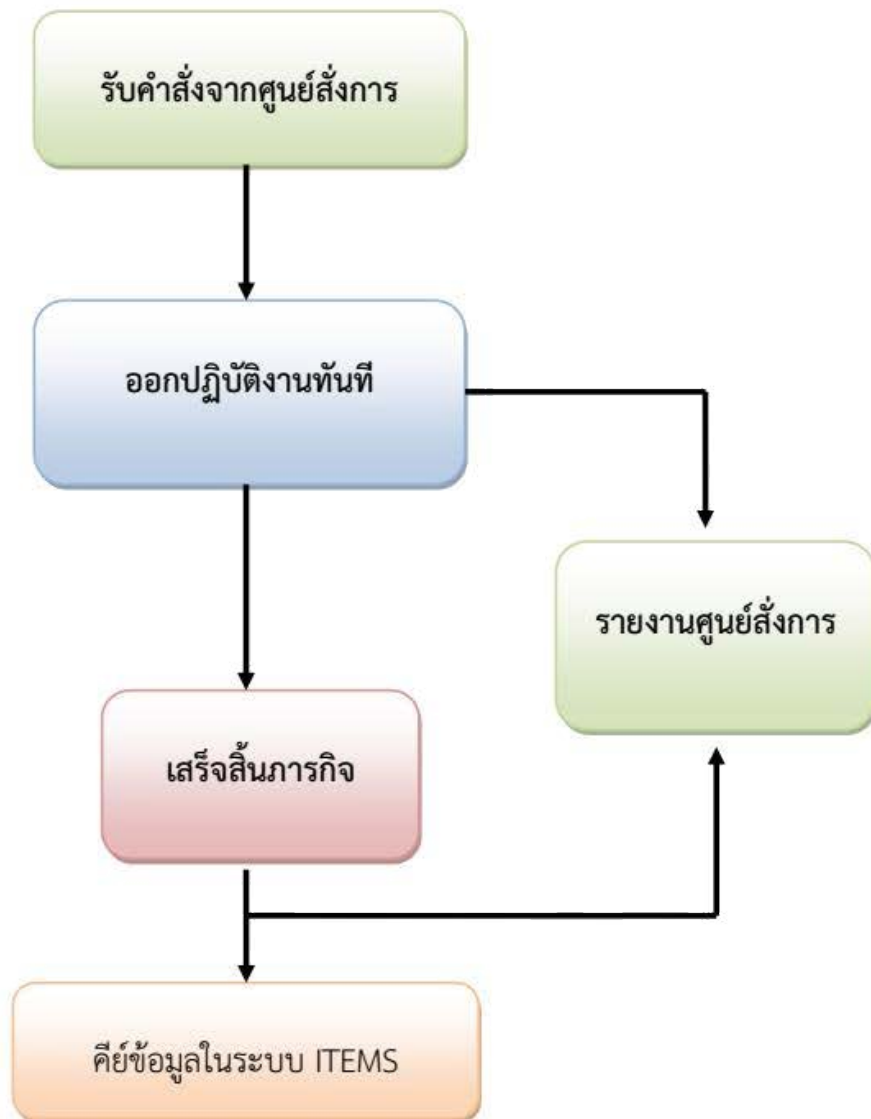 รับคำสั่งจากศูนย์สั่งการ
ออกปฏิบัติงานทันที
รายงานศูนย์สั่งการ
เสร็จสิ้นภารกิจ
คีย์ข้อมูลในระบบ ITEMS